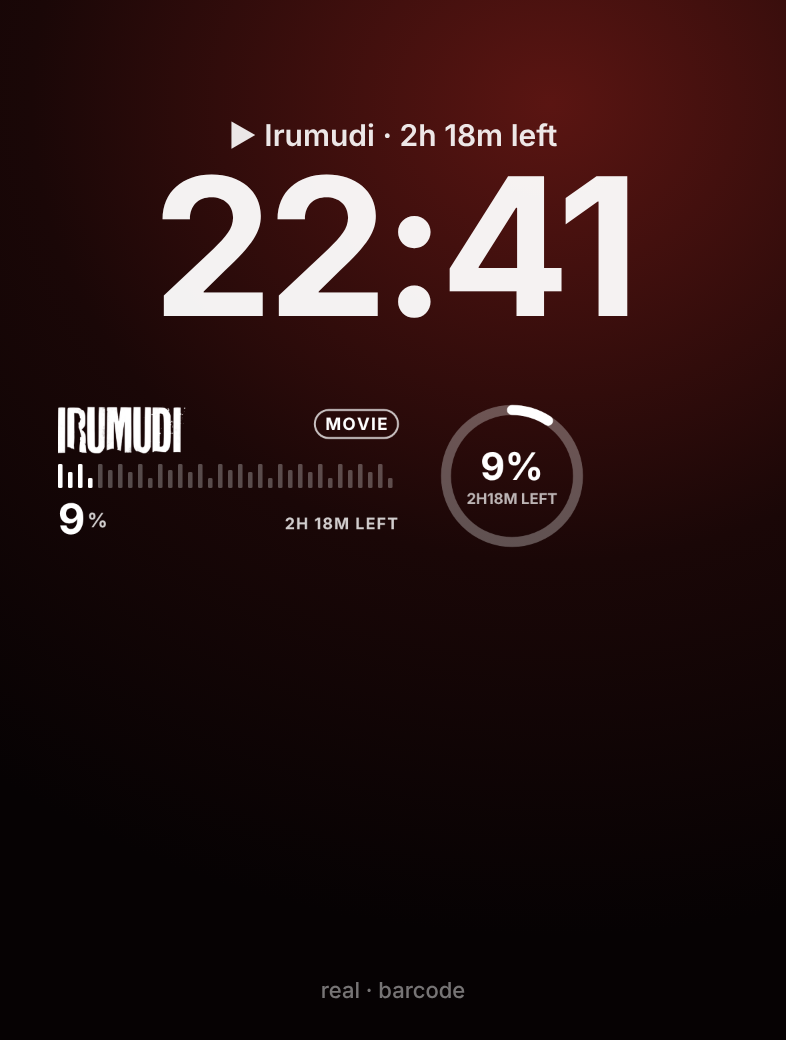 ▶ Irumudi · 2h 18m left
22:41
IRUMUDI
MOVIE
9%
2H 18M LEFT
9%
2H18M LEFT
real · barcode